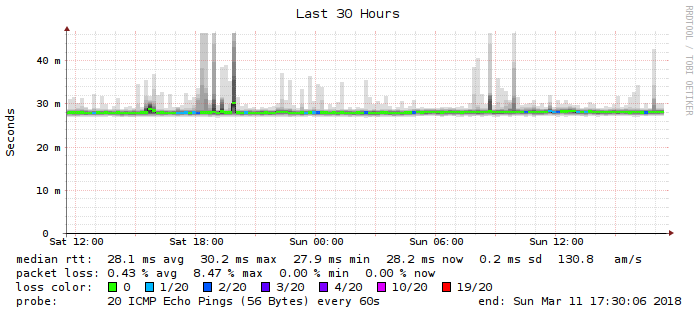 Last 30 Hours
RRDTOOL / TOBI OETIKER
Seconds
40 m
30 m
20 m
10 m
0
Sat 12:00 Sat 18:00 Sun 00:00 Sun 06:00 Sun 12:00
median rtt: 28.1 ms avg 30.2 ms max 27.9 ms min 28.2 ms now 0.2 ms sd 130.8 am/s
packet loss: 0.43 % avg 8.47 % max 0.00 % min 0.00 % now
loss color: 0 1/20 2/20 3/20 4/20 10/20 19/20
probe: 20 ICMP Echo Pings (56 Bytes) every 60s end: Sun Mar 11 17:30:06 2018